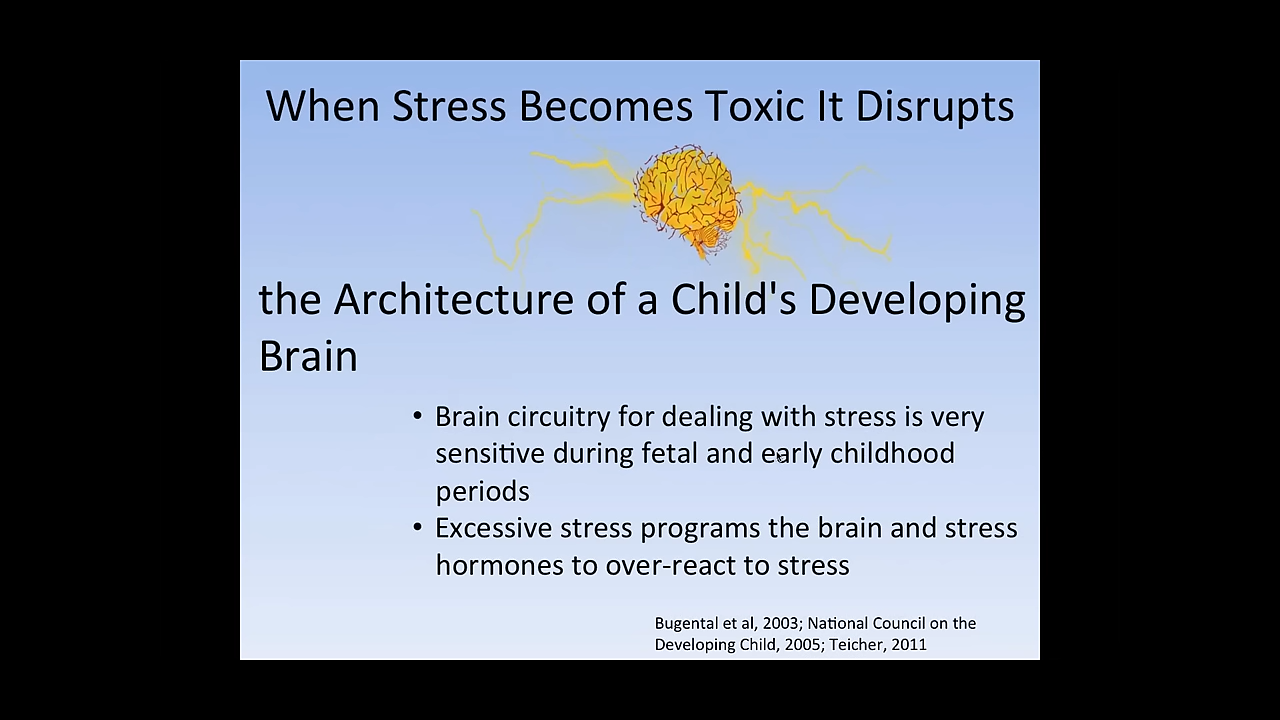 When Stress Becomes Toxic It Disrupts
the Architecture of a Child's Developing
Brain
• Brain circuitry for dealing with stress is very
sensitive during fetal and early childhood
periods
• Excessive stress programs the brain and stress
hormones to over-react to stress
Bugental et al, 2003; National Council on the
Developing Child, 2005; Teicher, 2011